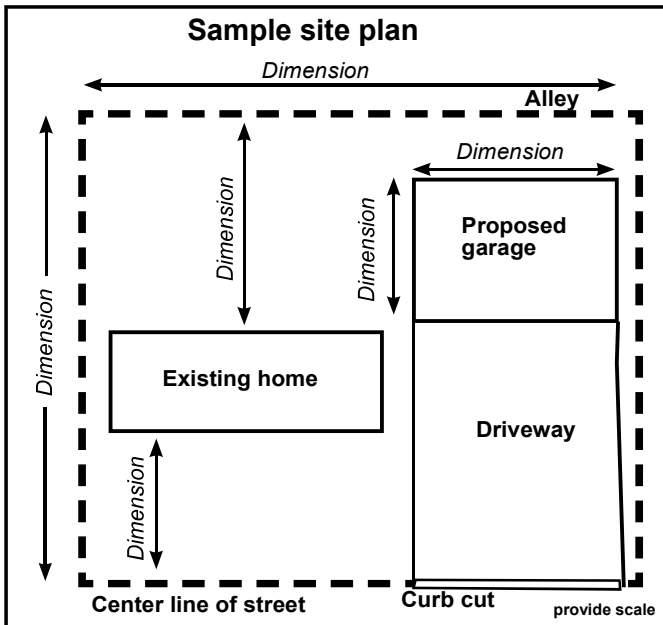 Sample site plan
Dimension
Alley
Dimension
Dimension
Dimension
Dimension
Proposed
garage
Existing home
Driveway
Dimension
Center line of street
Curb cut
provide scale